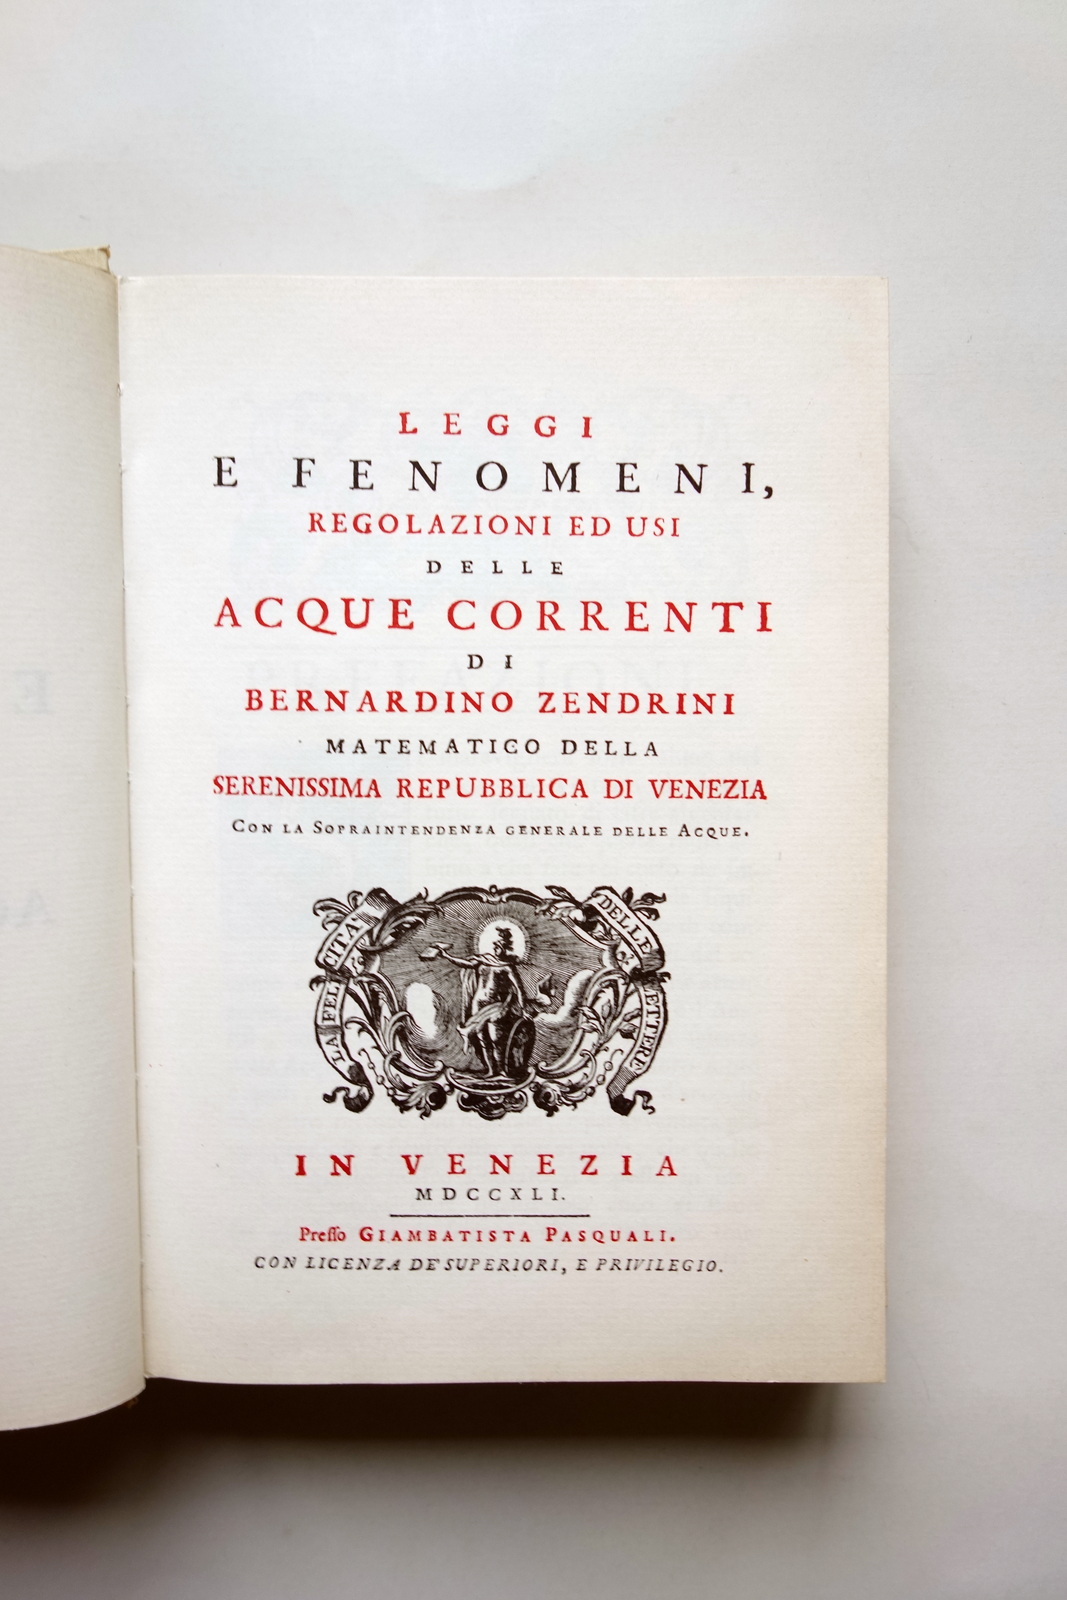 LEGGI
E FENOMENI,
REGOLAZIONI ED USI
DELLE
ACQUE CORRENTI
DI
BERNARDINO ZENDRINI
MATEMATICO DELLA
SERENISSIMA REPUBBLICA DI VENEZIA
CON LA SOPRAINTENDENZA GENERALE DELLE ACQUE.
LA FELICITÀ DELLE LETTERE
IN VENEZIA
MDCCXLI.
Preſſo GIAMBATISTA PASQUALI.
CON LICENZA DE' SUPERIORI, E PRIVILEGIO.